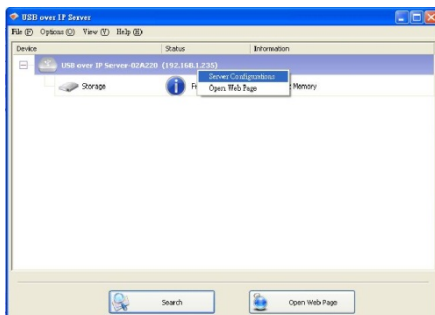 USB over IP Server
File (F) Options (O) View (V) Help (H)
Device Status Information
USB over IP Server-02A220 (192.168.1.235)
Server Configurations
Open Web Page
Storage Memory
Search Open Web Page